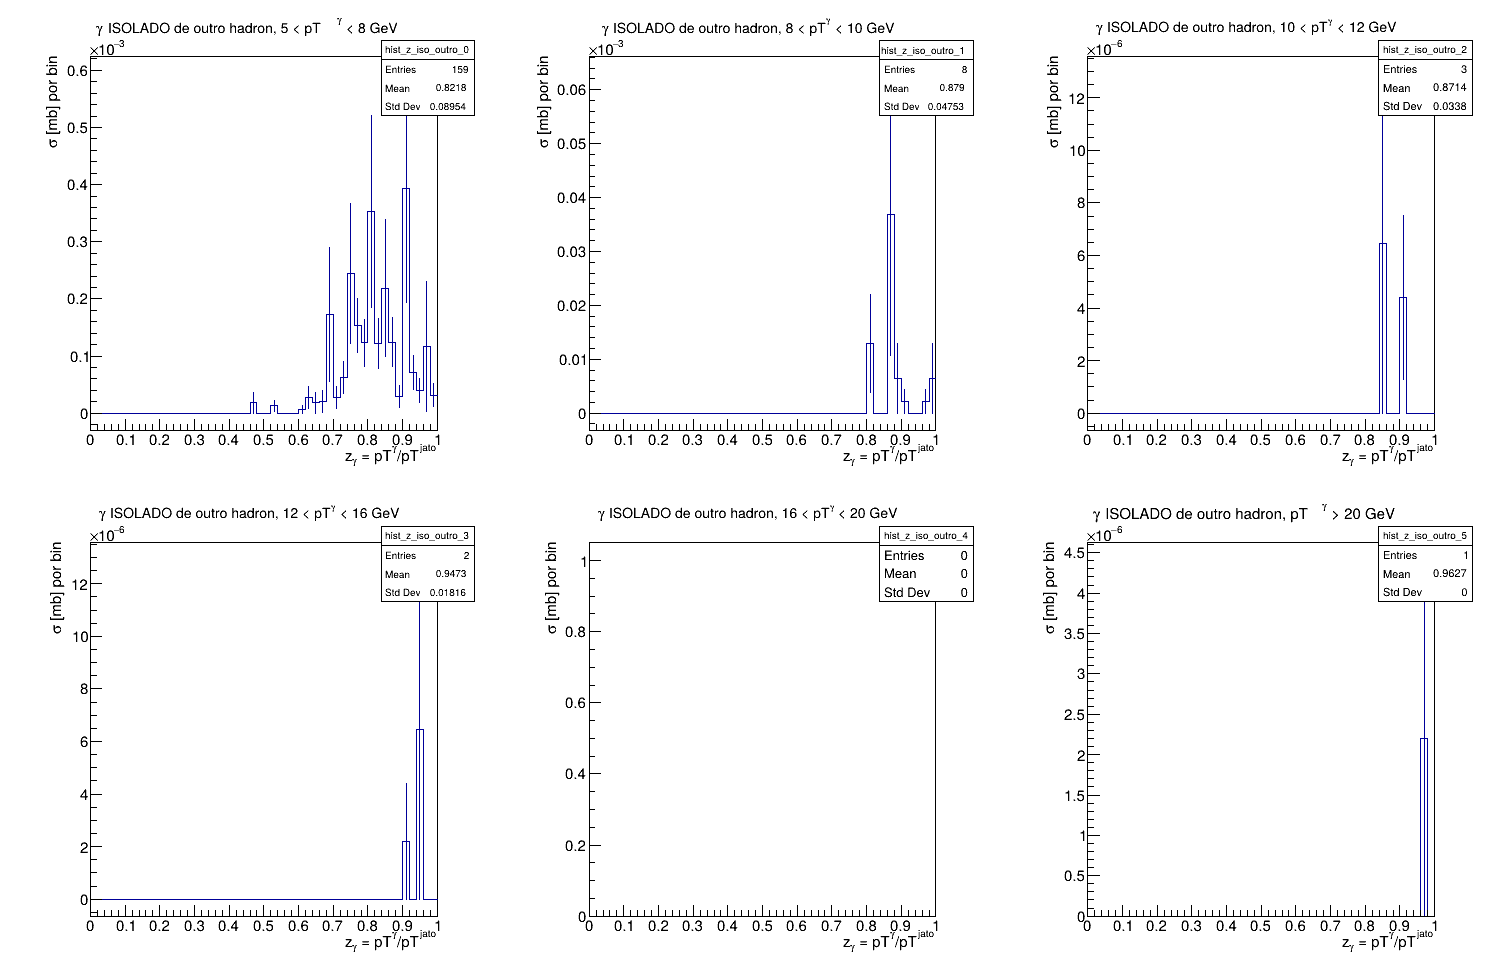 γ ISOLADO de outro hadron, 5 < pT^γ < 8 GeV
×10^−3
hist_z_iso_outro_0
Entries 159
Mean 0.8218
Std Dev 0.08954
σ [mb] por bin
0.6
0.5
0.4
0.3
0.2
0.1
0
0 0.1 0.2 0.3 0.4 0.5 0.6 0.7 0.8 0.9 1
z_γ = pT^γ/pT^jato
γ ISOLADO de outro hadron, 8 < pT^γ < 10 GeV
×10^−3
hist_z_iso_outro_1
Entries 8
Mean 0.879
Std Dev 0.04753
σ [mb] por bin
0.06
0.05
0.04
0.03
0.02
0.01
0
0 0.1 0.2 0.3 0.4 0.5 0.6 0.7 0.8 0.9 1
z_γ = pT^γ/pT^jato
γ ISOLADO de outro hadron, 10 < pT^γ < 12 GeV
×10^−6
hist_z_iso_outro_2
Entries 3
Mean 0.8714
Std Dev 0.0338
σ [mb] por bin
12
10
8
6
4
2
0
0 0.1 0.2 0.3 0.4 0.5 0.6 0.7 0.8 0.9 1
z_γ = pT^γ/pT^jato
γ ISOLADO de outro hadron, 12 < pT^γ < 16 GeV
×10^−6
hist_z_iso_outro_3
Entries 2
Mean 0.9473
Std Dev 0.01816
σ [mb] por bin
12
10
8
6
4
2
0
0 0.1 0.2 0.3 0.4 0.5 0.6 0.7 0.8 0.9 1
z_γ = pT^γ/pT^jato
γ ISOLADO de outro hadron, 16 < pT^γ < 20 GeV
hist_z_iso_outro_4
Entries 0
Mean 0
Std Dev 0
σ [mb] por bin
1
0.8
0.6
0.4
0.2
0
0 0.1 0.2 0.3 0.4 0.5 0.6 0.7 0.8 0.9 1
z_γ = pT^γ/pT^jato
γ ISOLADO de outro hadron, pT^γ > 20 GeV
×10^−6
hist_z_iso_outro_5
Entries 1
Mean 0.9627
Std Dev 0
σ [mb] por bin
4.5
4
3.5
3
2.5
2
1.5
1
0.5
0
0 0.1 0.2 0.3 0.4 0.5 0.6 0.7 0.8 0.9 1
z_γ = pT^γ/pT^jato